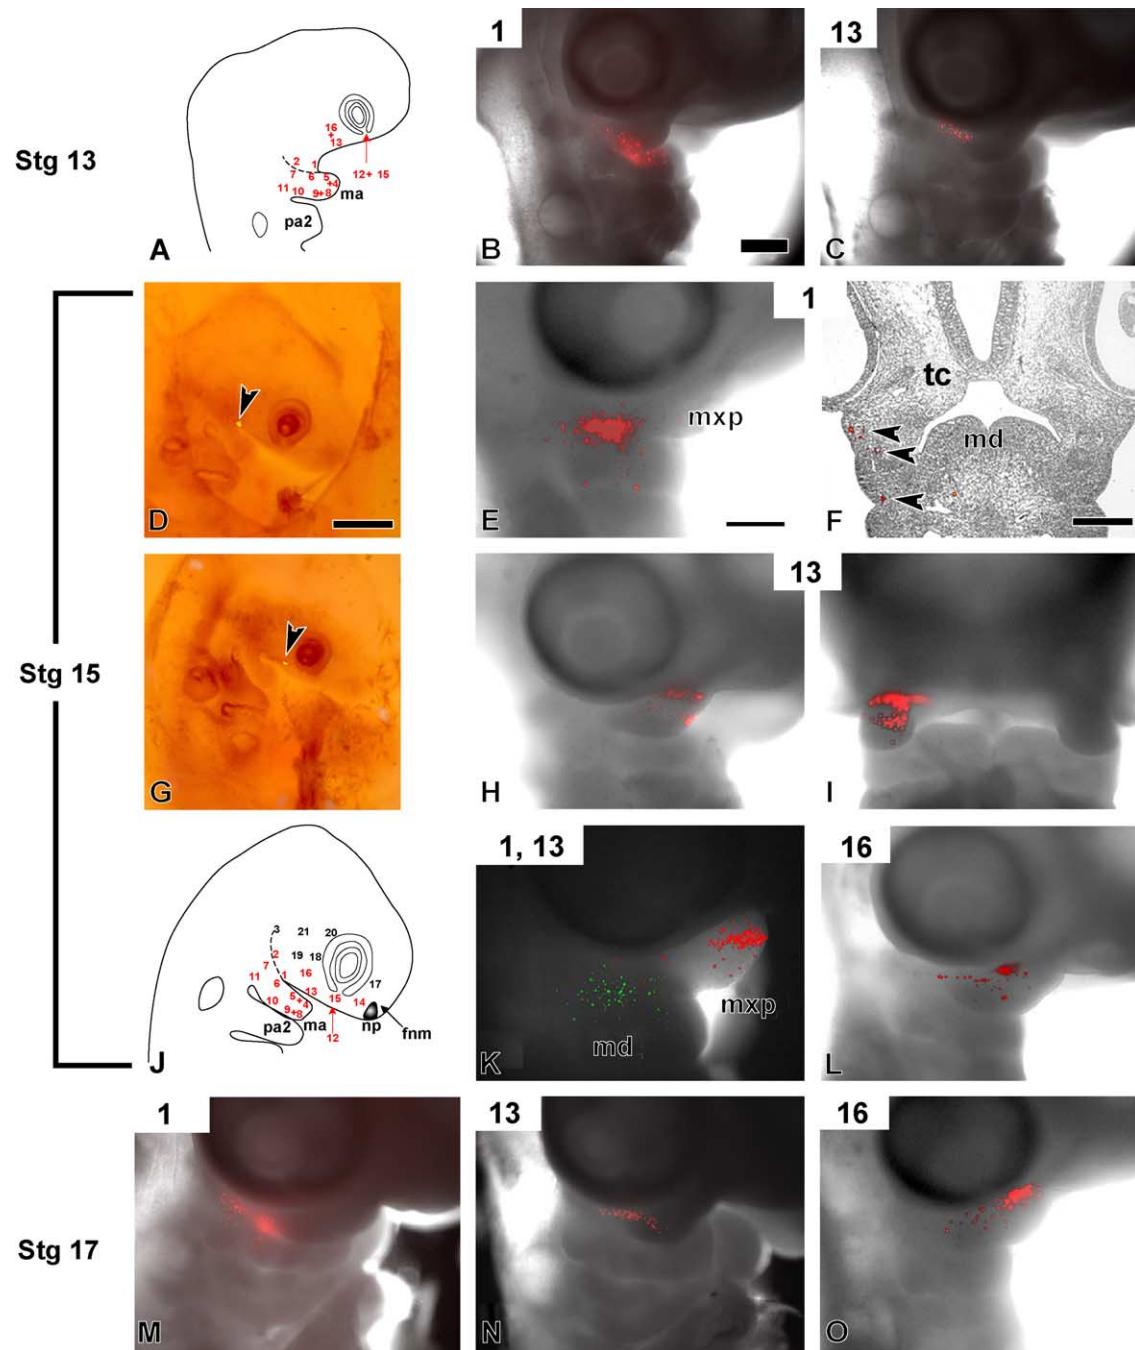 Stg 13
16
+
13
2
1
7
6
5
+4
11
10
9+8
12+ 15
ma
pa2
A
1
B
13
C
Stg 15
D
1
mxp
E
tc
md
F
G
13
H
I
3
21
20
2
19
18
7
11
1
16
17
6
13
5
+4
15
14
10
9+8
pa2
ma
12
np
fnm
J
1, 13
mxp
md
K
16
L
Stg 17
1
M
13
N
16
O